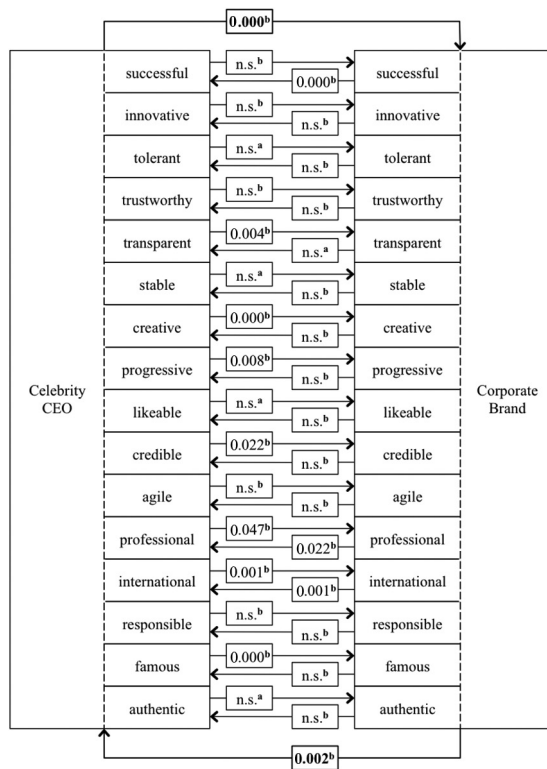 0.000ᵇ
successful n.s.ᵇ successful
0.000ᵇ
innovative n.s.ᵇ innovative
n.s.ᵇ
tolerant n.s.ᵃ tolerant
n.s.ᵇ
trustworthy n.s.ᵇ trustworthy
n.s.ᵇ
transparent 0.004ᵇ transparent
n.s.ᵃ
stable n.s.ᵃ stable
n.s.ᵇ
creative 0.000ᵇ creative
n.s.ᵇ
progressive 0.008ᵇ progressive
n.s.ᵇ
Celebrity
CEO
likeable n.s.ᵃ likeable
n.s.ᵇ
Corporate
Brand
credible 0.022ᵇ credible
n.s.ᵇ
agile n.s.ᵇ agile
n.s.ᵇ
professional 0.047ᵇ professional
0.022ᵇ
international 0.001ᵇ international
0.001ᵇ
responsible n.s.ᵇ responsible
n.s.ᵇ
famous 0.000ᵇ famous
n.s.ᵇ
authentic n.s.ᵃ authentic
n.s.ᵇ
0.002ᵇ